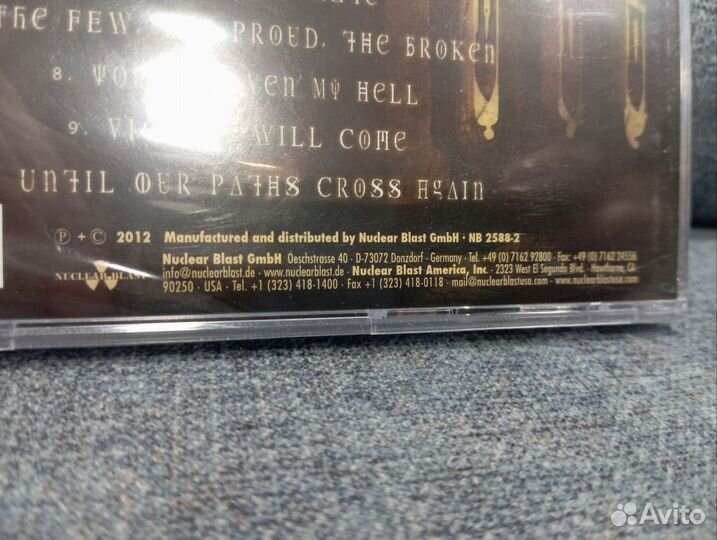 THE FEW, PROUD, THE BROKEN
8. MY HELL
9. WILL COME
UNTIL OUR PATHS CROSS AGAIN
℗ + © 2012 Manufactured and distributed by Nuclear Blast GmbH · NB 2588-2
Nuclear Blast GmbH Oeschstrasse 40 · D-73072 Donzdorf · Germany · Tel. +49 (0) 7162 92800 · Fax: +49 (0) 7162 24556
info@nuclearblast.de · www.nuclearblast.de · Nuclear Blast America, Inc. · 2323 West El Segundo Blvd. · Hawthorne, CA
90250 · USA · Tel. +1 (323) 418-1400 · Fax +1 (323) 418-0118 · mail@nuclearblastusa.com · www.nuclearblastusa.com
NUCLEAR BLAST
Avito